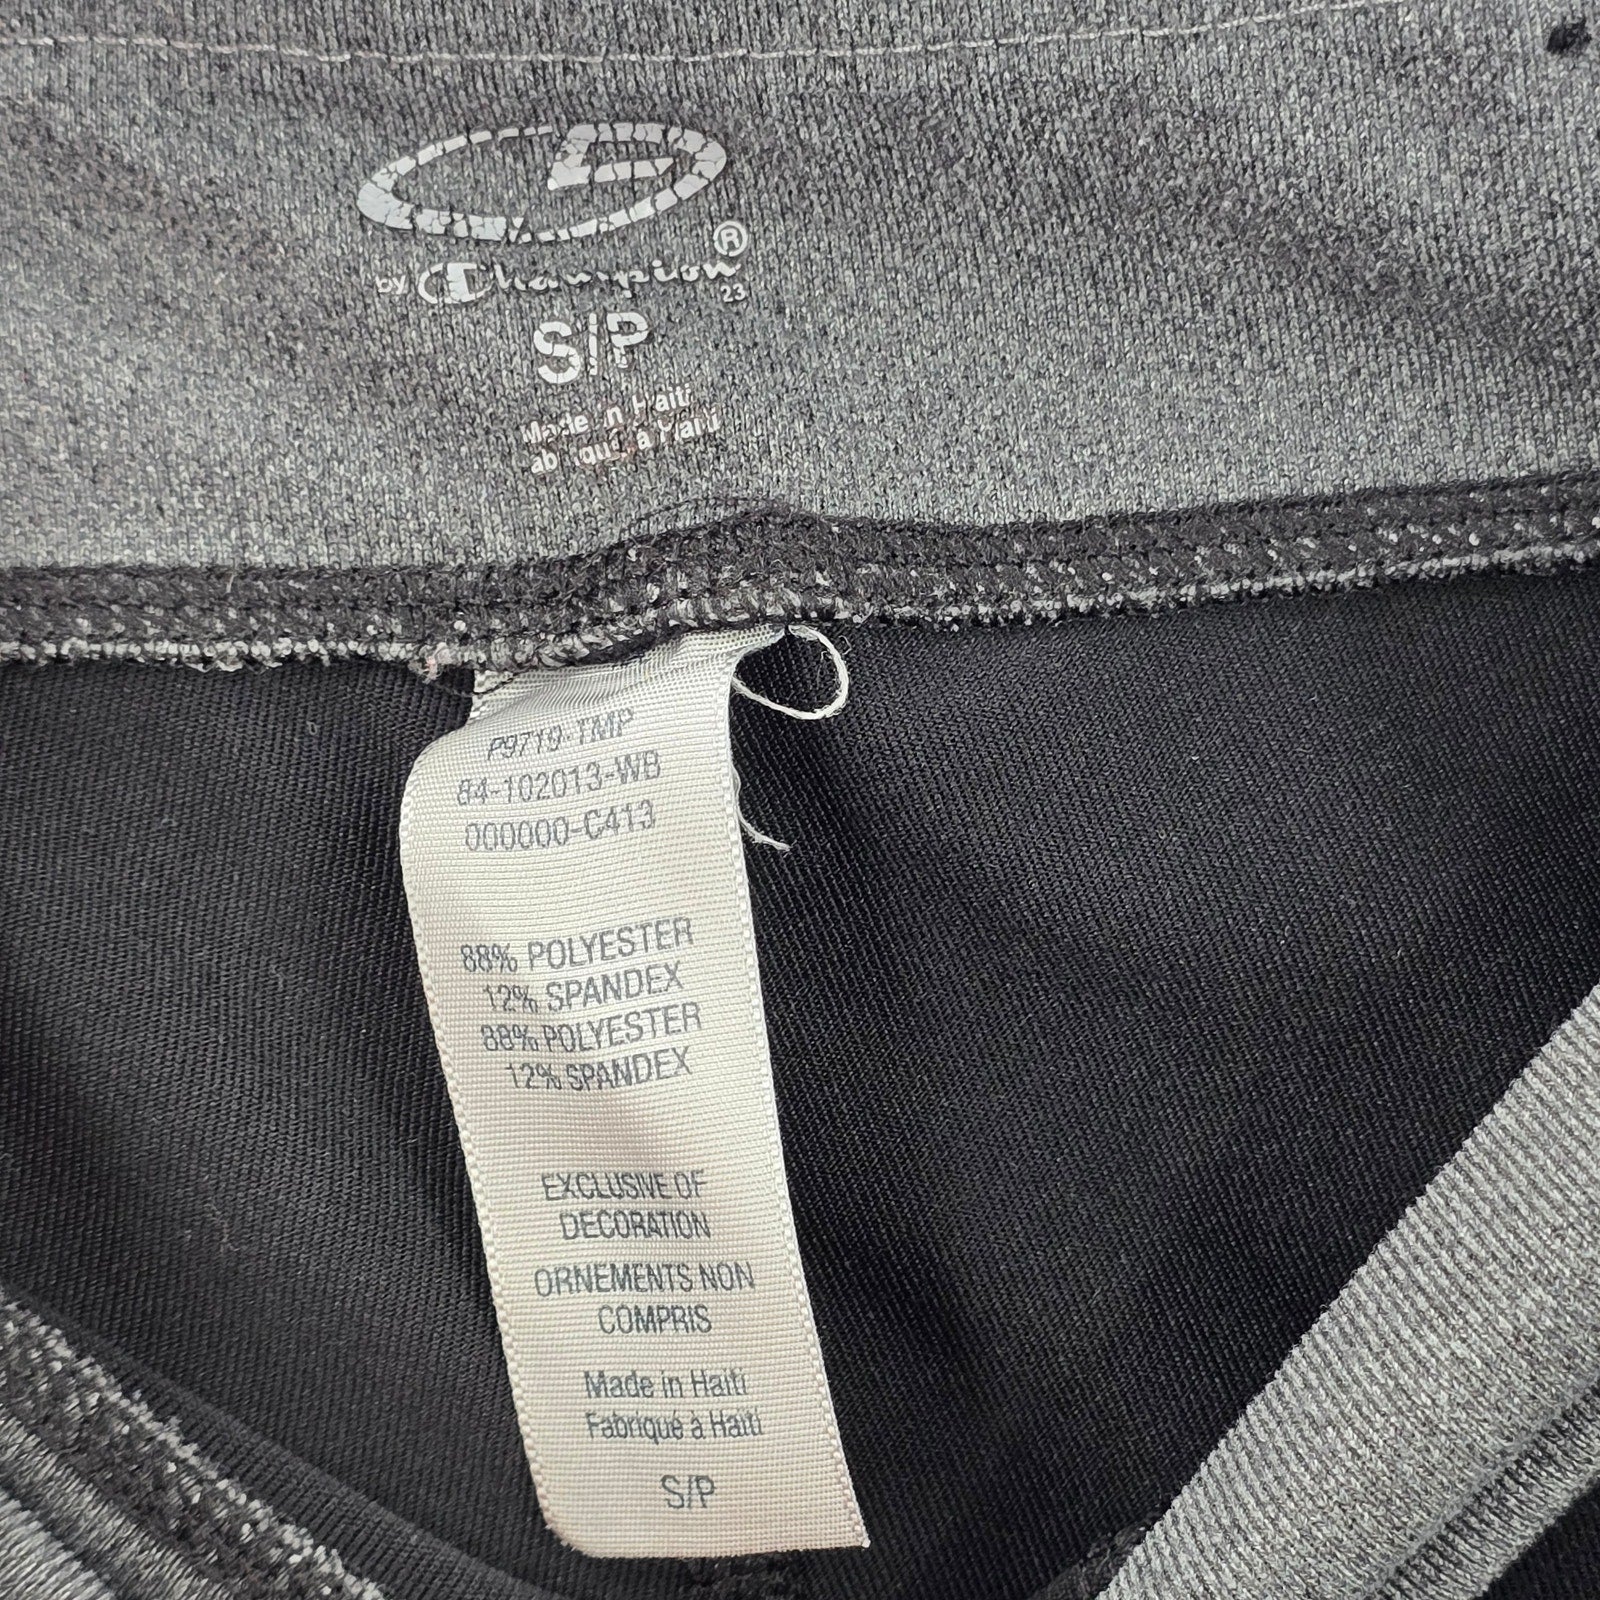 by Champion®
23
S/P
Made in Haiti
à Haiti
P9719-TMP
84-102013-WB
000000-C413
88% POLYESTER
12% SPANDEX
88% POLYESTER
12% SPANDEX
EXCLUSIVE OF
DECORATION
ORNEMENTS NON
COMPRIS
Made in Haiti
Fabriqué à Haiti
S/P